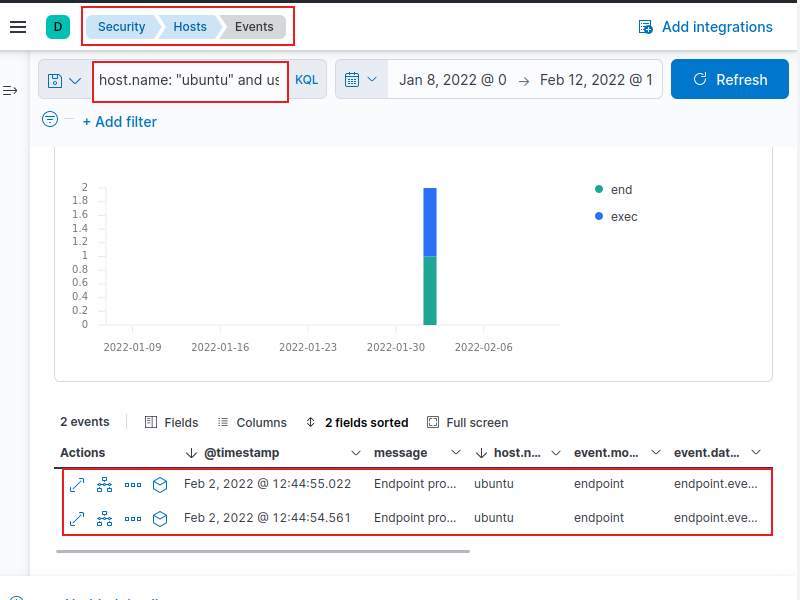 D Security Hosts Events Add integrations
host.name: "ubuntu" and us KQL Jan 8, 2022 @ 0 → Feb 12, 2022 @ 1 Refresh
+ Add filter
2
1.8
1.6
1.4
1.2
1
0.8
0.6
0.4
0.2
0
2022-01-09 2022-01-16 2022-01-23 2022-01-30 2022-02-06
end
exec
2 events Fields Columns 2 fields sorted Full screen
Actions @timestamp message host.n... event.mo... event.dat...
Feb 2, 2022 @ 12:44:55.022 Endpoint pro... ubuntu endpoint endpoint.eve...
Feb 2, 2022 @ 12:44:54.561 Endpoint pro... ubuntu endpoint endpoint.eve...